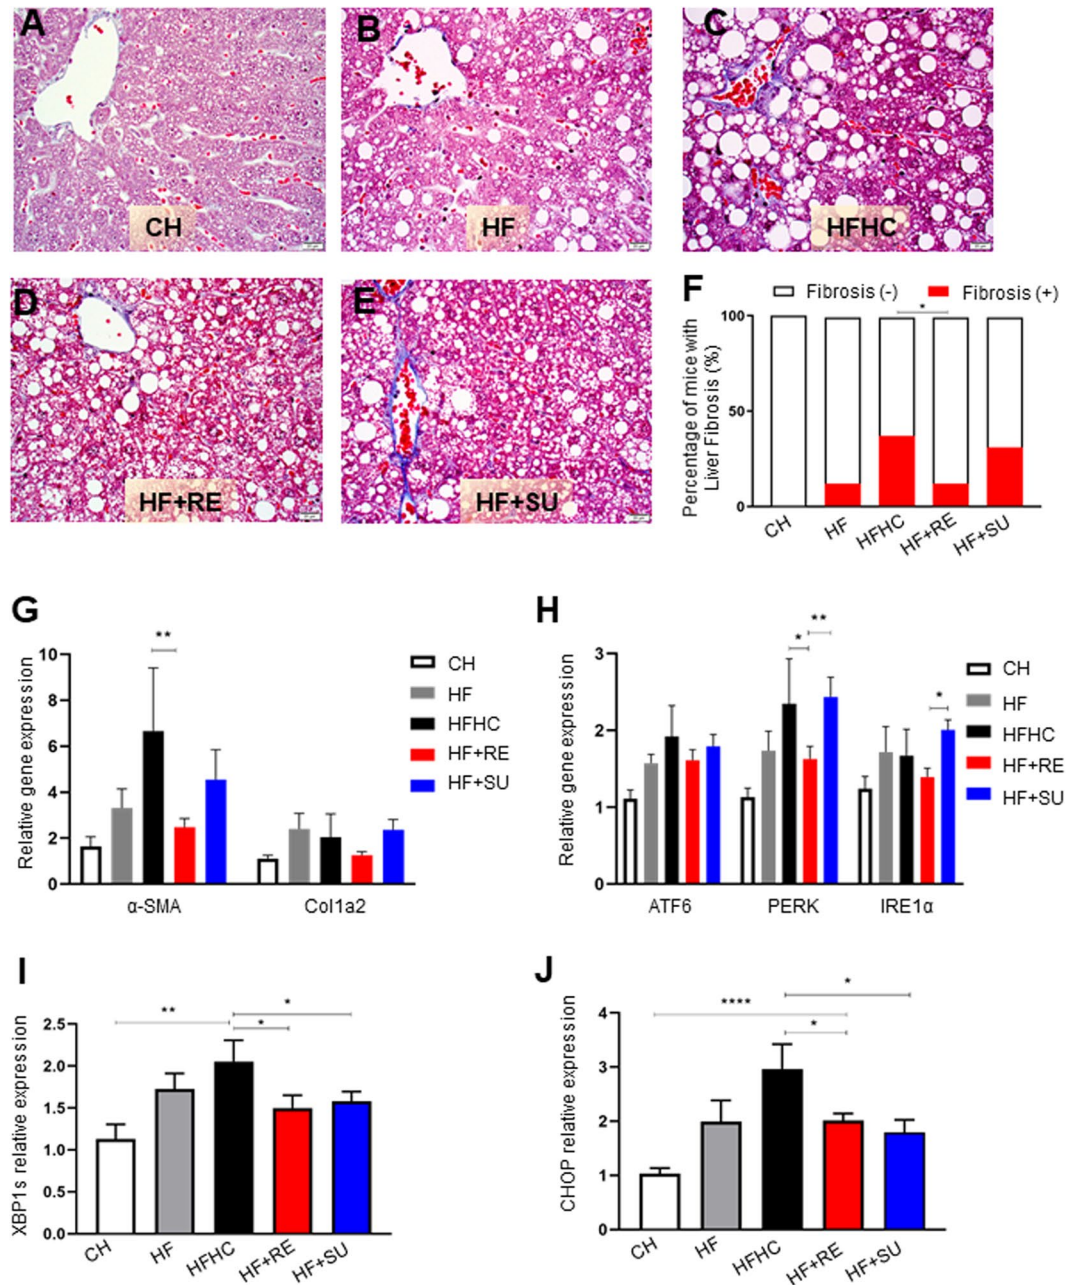 A
B
C
CH
HF
HFHC
D
E
F
HF+RE
HF+SU
Fibrosis (-)
Fibrosis (+)
*
Percentage of mice with
Liver Fibrosis (%)
100
50
0
CH
HF
HFHC
HF+RE
HF+SU
G
Relative gene expression
10
8
6
4
2
0
**
α-SMA
Col1a2
CH
HF
HFHC
HF+RE
HF+SU
H
Relative gene expression
3
2
1
0
*
**
*
ATF6
PERK
IRE1α
CH
HF
HFHC
HF+RE
HF+SU
I
XBP1s relative expression
2.5
2.0
1.5
1.0
0.5
0.0
**
*
*
CH
HF
HFHC
HF+RE
HF+SU
J
CHOP relative expression
4
3
2
1
0
****
*
*
CH
HF
HFHC
HF+RE
HF+SU